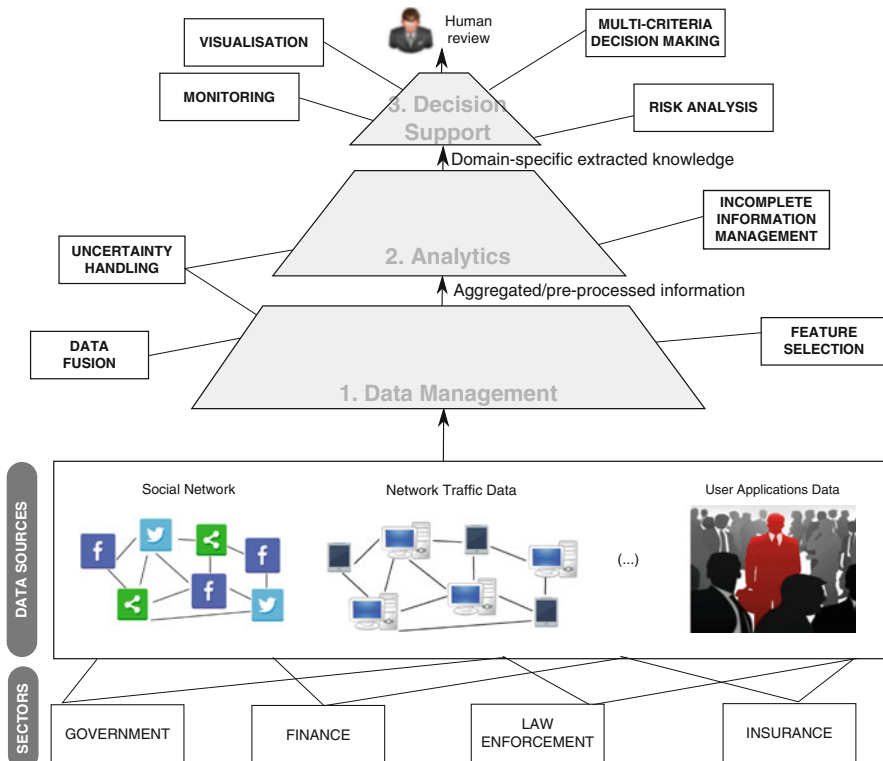 Human
review
VISUALISATION
MULTI-CRITERIA
DECISION MAKING
MONITORING
3. Decision
Support
RISK ANALYSIS
Domain-specific extracted knowledge
INCOMPLETE
INFORMATION
MANAGEMENT
UNCERTAINTY
HANDLING
2. Analytics
Aggregated/pre-processed information
DATA
FUSION
FEATURE
SELECTION
1. Data Management
DATA SOURCES
Social Network
Network Traffic Data
User Applications Data
(...)
SECTORS
GOVERNMENT
FINANCE
LAW
ENFORCEMENT
INSURANCE